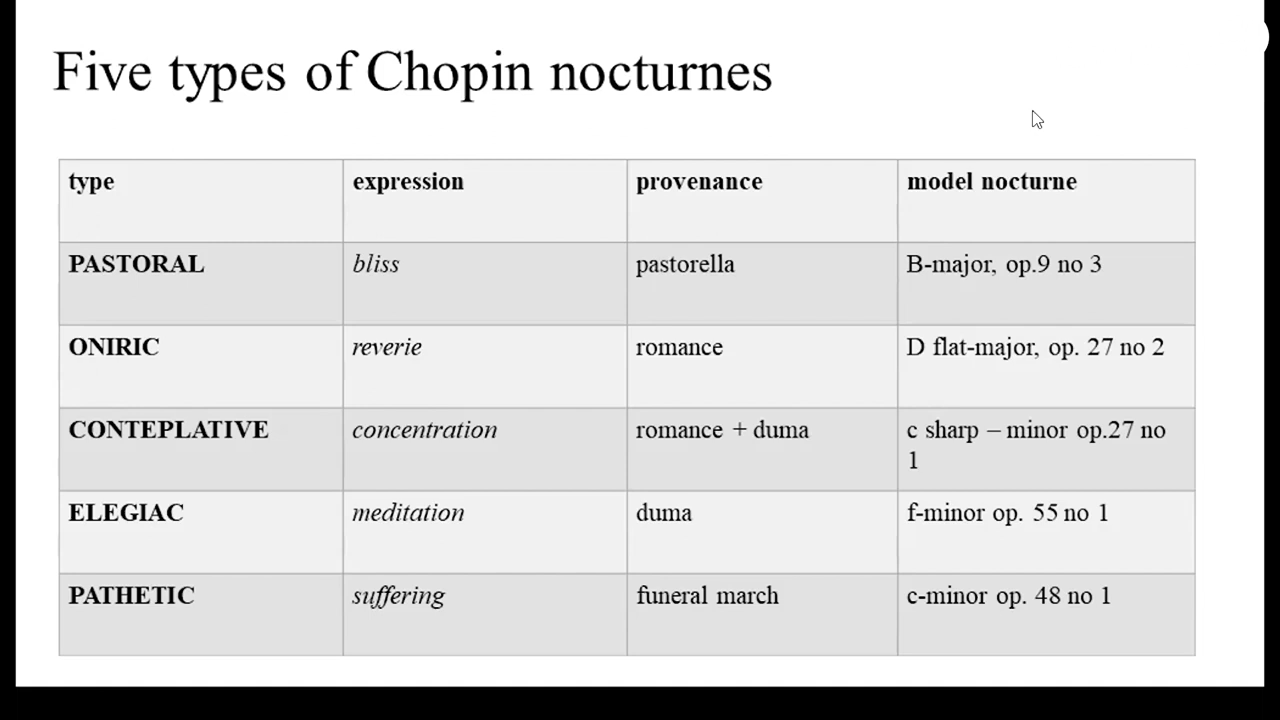 Five types of Chopin nocturnes
type expression provenance model nocturne
PASTORAL bliss pastorella B-major, op.9 no 3
ONIRIC reverie romance D flat-major, op. 27 no 2
CONTEPLATIVE concentration romance + duma c sharp – minor op.27 no
1
ELEGIAC meditation duma f-minor op. 55 no 1
PATHETIC suffering funeral march c-minor op. 48 no 1